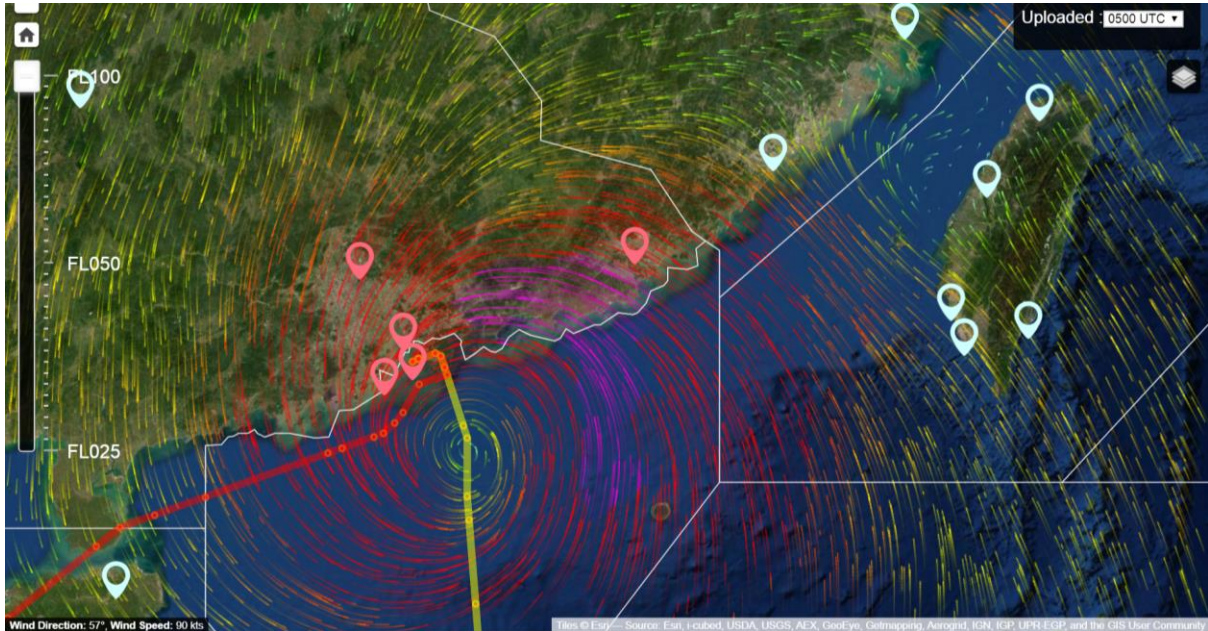 Uploaded : 0500 UTC ▼
FL100
FL050
FL025
Wind Direction: 57°, Wind Speed: 90 kts
Tiles © Esri — Source: Esri, i-cubed, USDA, USGS, AEX, GeoEye, Getmapping, Aerogrid, IGN, IGP, UPR-EGP, and the GIS User Community